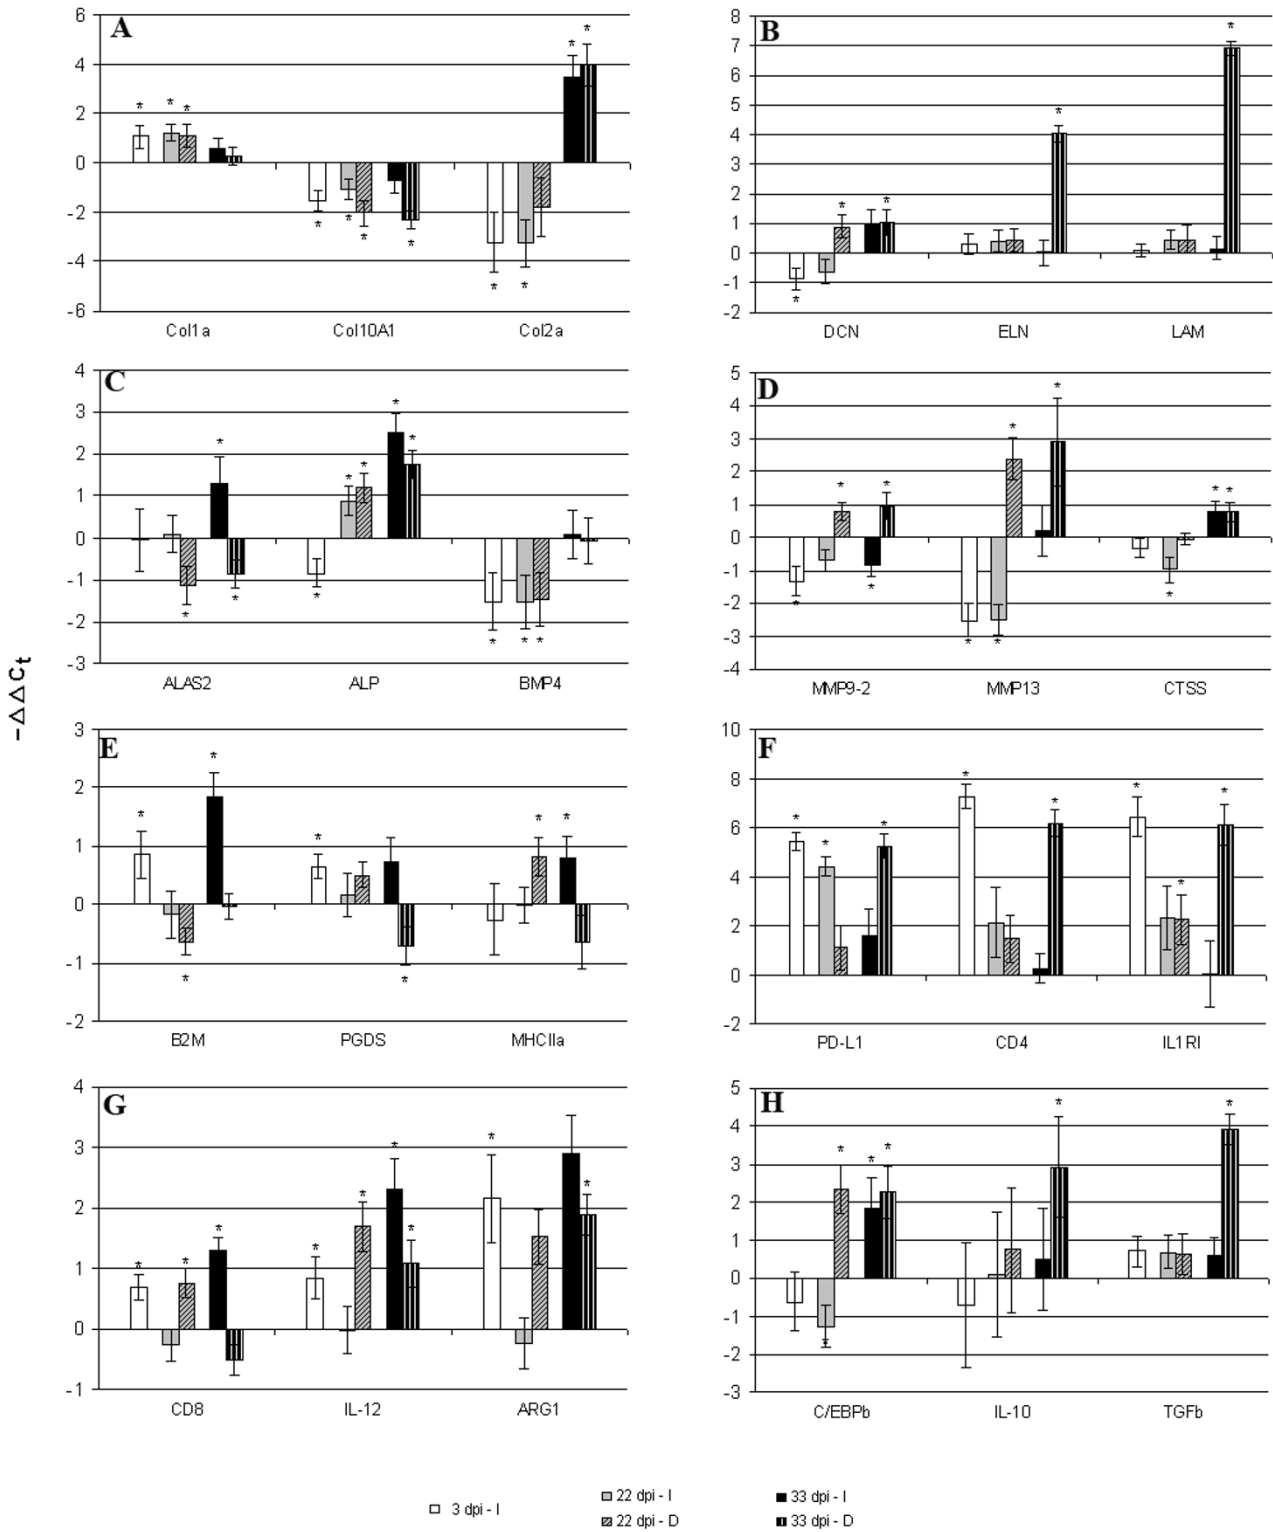 A
6
4
2
0
-2
-4
-6
* * * * * * * * * * *
Col1a Col10A1 Col2a
B
8
7
6
5
4
3
2
1
0
-1
-2
* * * * *
DCN ELN LAM
C
4
3
2
1
0
-1
-2
-3
* * * * * * * * * * *
ALAS2 ALP BMP4
D
5
4
3
2
1
0
-1
-2
-3
-4
* * * * * * * * * * *
MMP9-2 MMP13 CTSS
-ΔΔCt
E
3
2
1
0
-1
-2
* * * * * * *
B2M PGDS MHCIIa
F
10
8
6
4
2
0
-2
* * * * * * * *
PD-L1 CD4 IL1RI
G
4
3
2
1
0
-1
* * * * * * * * *
CD8 IL-12 ARG1
H
5
4
3
2
1
0
-1
-2
-3
* * * * * *
C/EBPb IL-10 TGFb
3 dpi - I
22 dpi - I
22 dpi - D
33 dpi - I
33 dpi - D